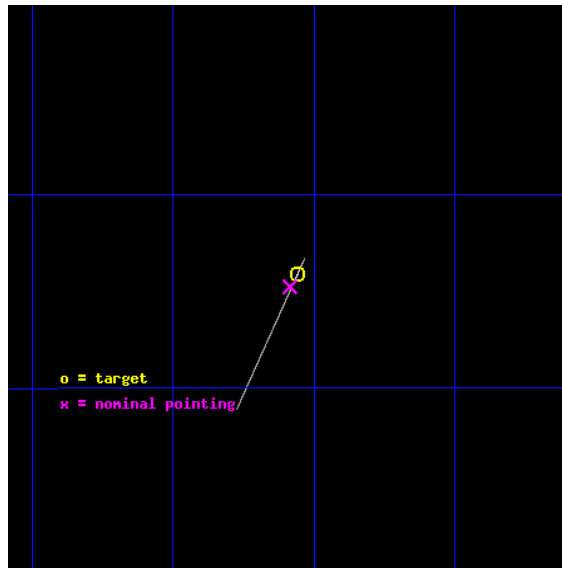 o = target
x = nominal pointing